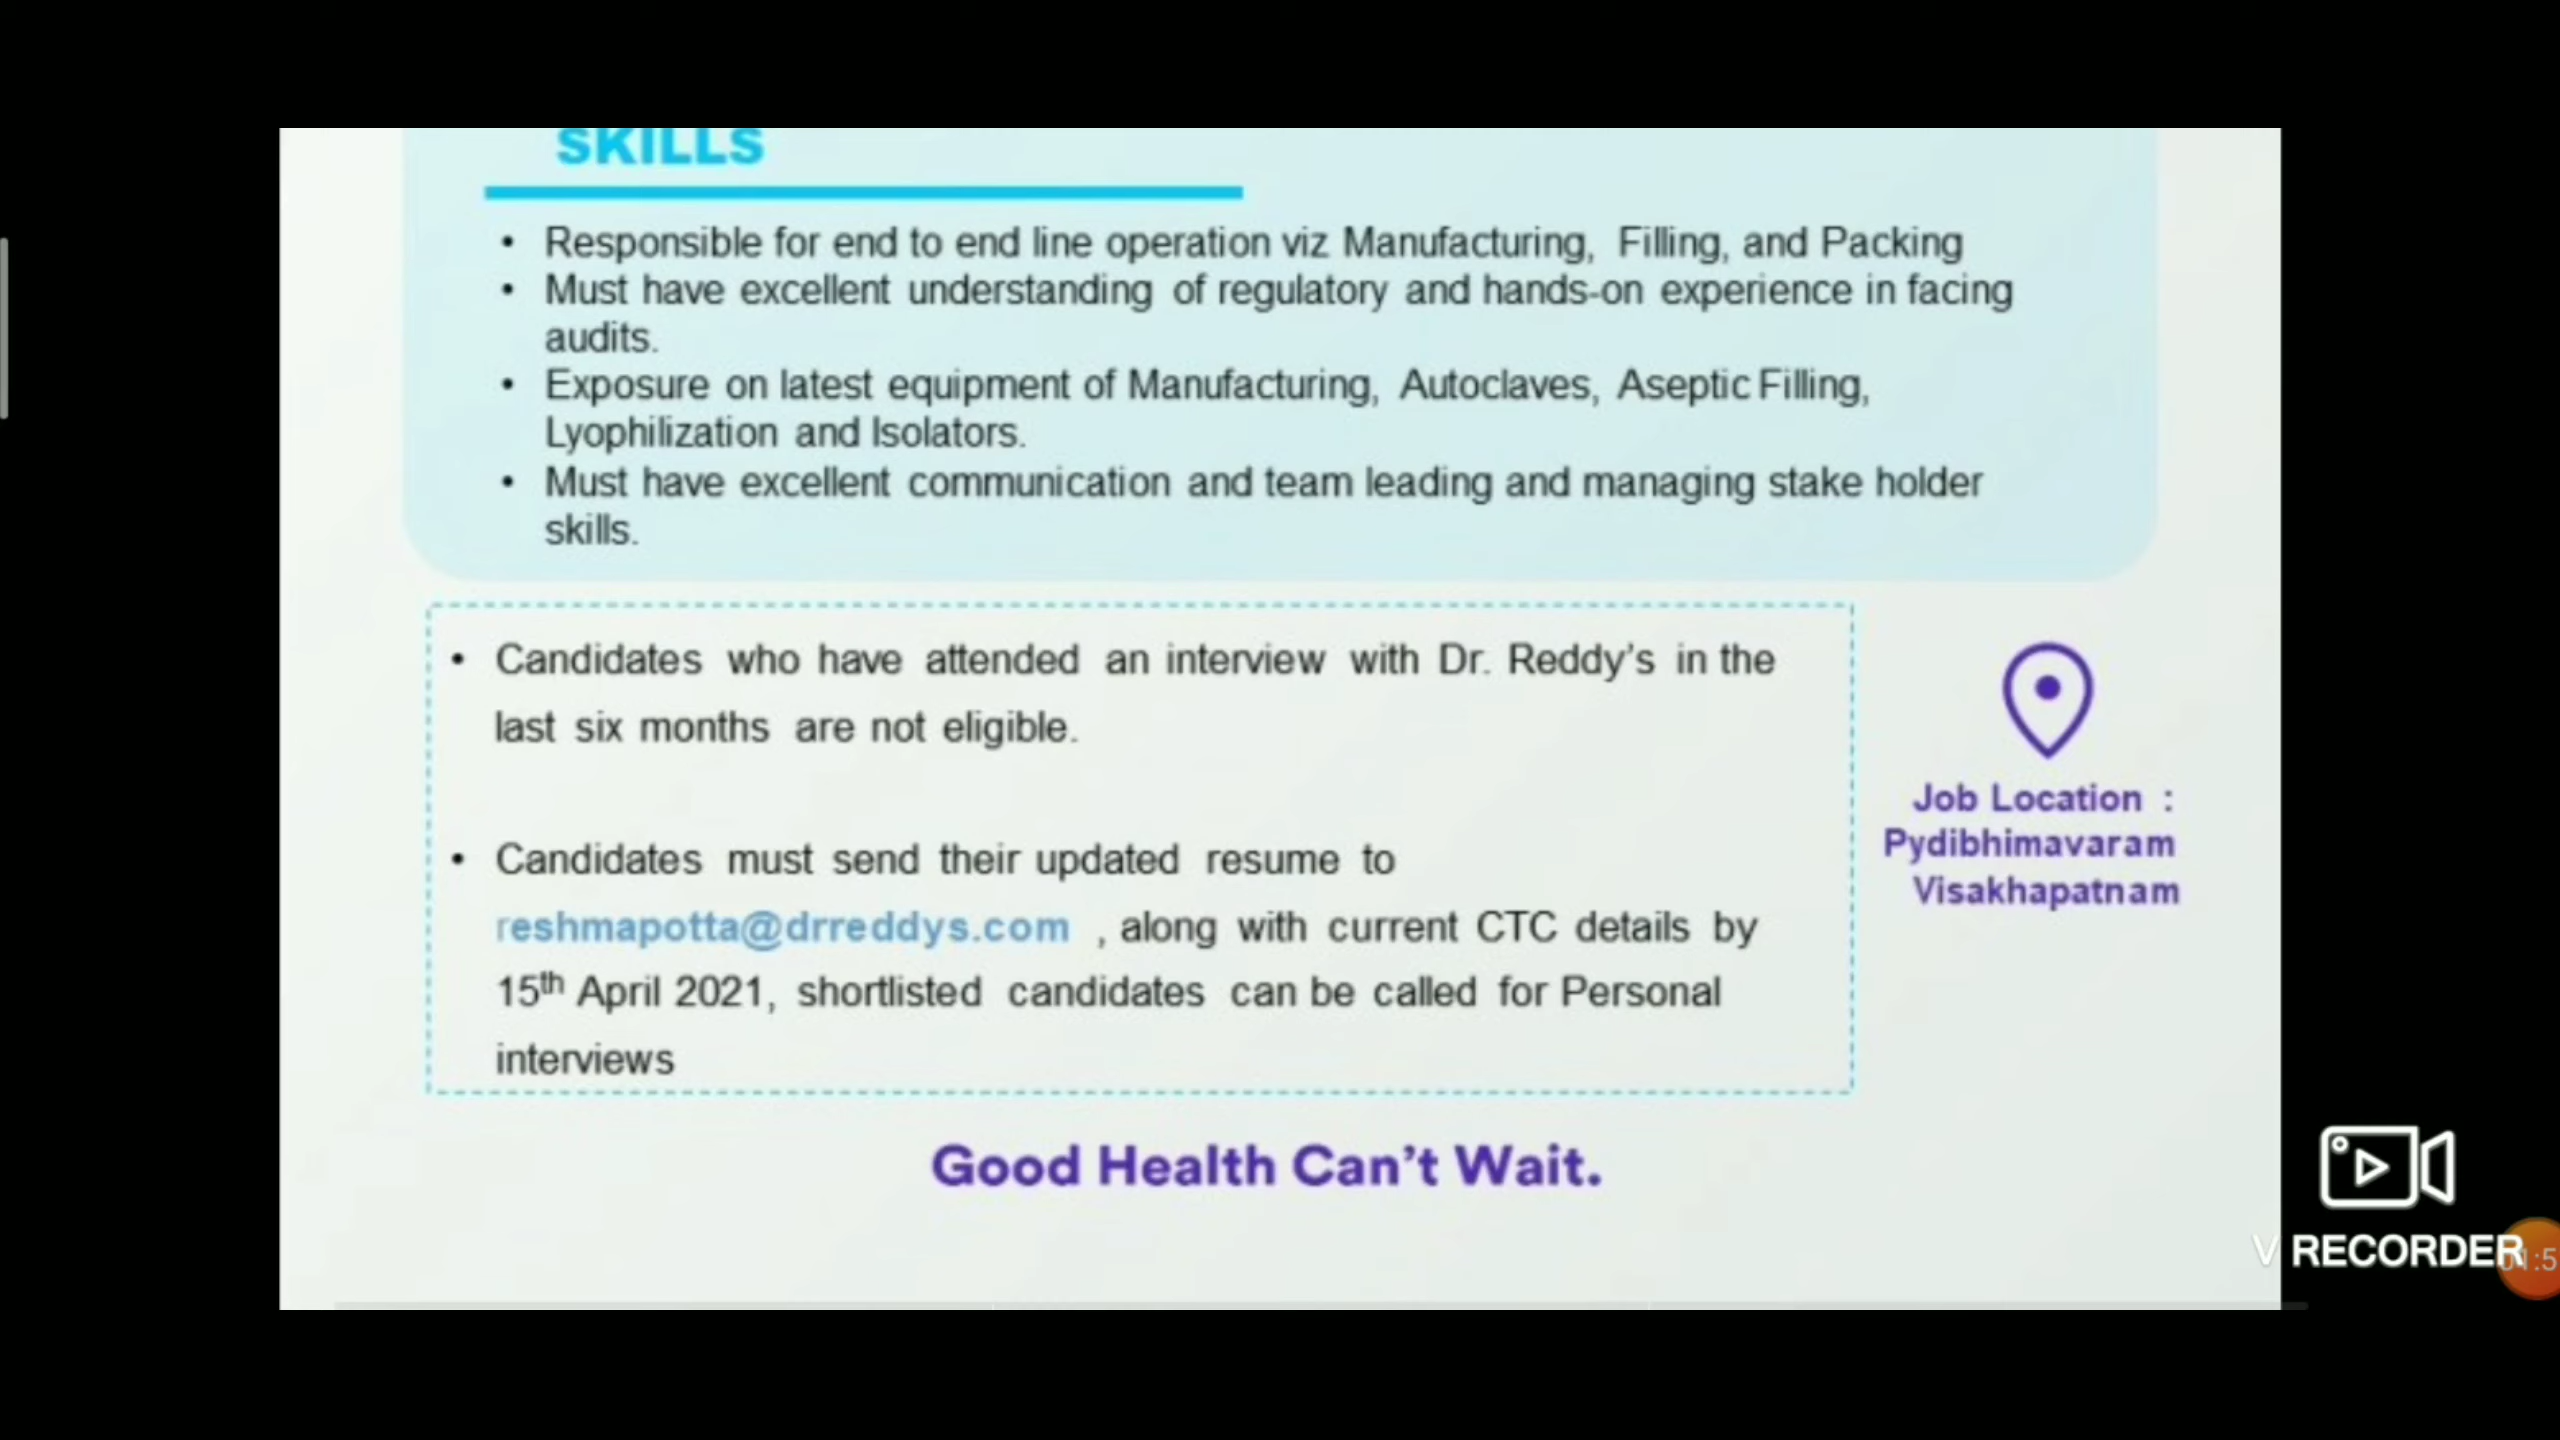 SKILLS
• Responsible for end to end line operation viz Manufacturing, Filling, and Packing
• Must have excellent understanding of regulatory and hands-on experience in facing
audits.
• Exposure on latest equipment of Manufacturing, Autoclaves, Aseptic Filling,
Lyophilization and Isolators.
• Must have excellent communication and team leading and managing stake holder
skills.
• Candidates who have attended an interview with Dr. Reddy's in the
last six months are not eligible.
• Candidates must send their updated resume to
reshmapotta@drreddys.com , along with current CTC details by
15th April 2021, shortlisted candidates can be called for Personal
interviews
Job Location :
Pydibhimavaram
Visakhapatnam
Good Health Can't Wait.
V RECORDER